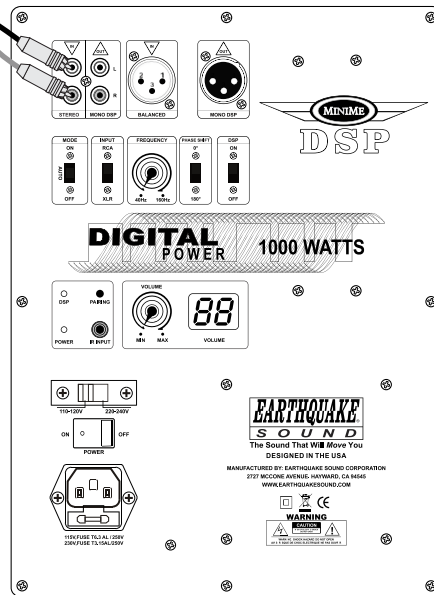 IN OUT IN OUT
L
R
2 1
3
STEREO MONO DSP BALANCED MONO DSP
MINIME
DSP
MODE INPUT FREQUENCY PHASE SHIFT DSP
ON RCA 0° ON
AUTO
OFF XLR 40Hz 160Hz 180° OFF
DIGITAL
POWER
1000 WATTS
DSP PAIRING
POWER IR INPUT
VOLUME
MIN MAX
88
VOLUME
110-120V 220-240V
ON OFF
POWER
115V,FUSE T6.3 AL / 250V
230V,FUSE T3.15AL/250V
EARTHQUAKE
SOUND
The Sound That Will Move You
DESIGNED IN THE USA
MANUFACTURED BY: EARTHQUAKE SOUND CORPORATION
2727 MCCONE AVENUE. HAYWARD, CA 94545
WWW.EARTHQUAKESOUND.COM
CE
WARNING
CAUTION